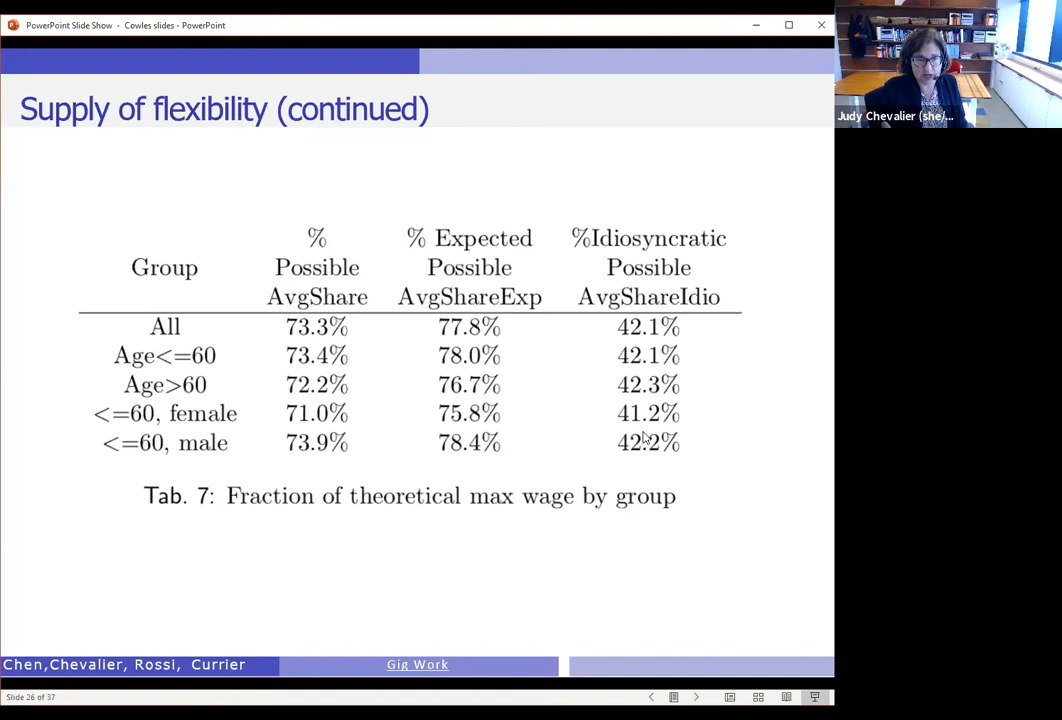 PowerPoint Slide Show - Cowles slides - PowerPoint
Supply of flexibility (continued)
Judy Chevalier (she/...
% % Expected %Idiosyncratic
Group Possible Possible Possible
AvgShare AvgShareExp AvgShareIdio
All 73.3% 77.8% 42.1%
Age<=60 73.4% 78.0% 42.1%
Age>60 72.2% 76.7% 42.3%
<=60, female 71.0% 75.8% 41.2%
<=60, male 73.9% 78.4% 42.2%
Tab. 7: Fraction of theoretical max wage by group
Chen,Chevalier, Rossi, Currier Gig Work
Slide 26 of 37